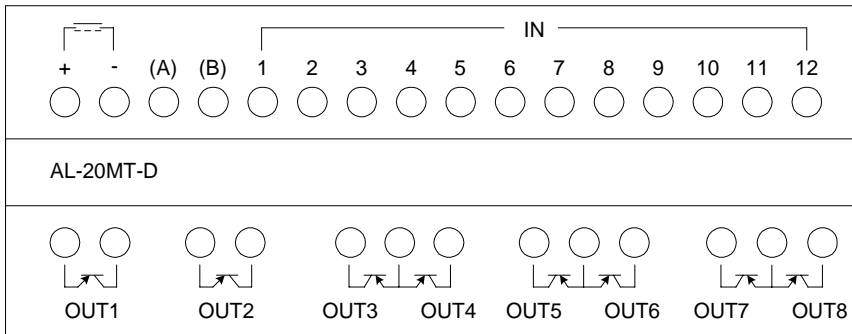 IN
+ - (A) (B) 1 2 3 4 5 6 7 8 9 10 11 12
AL-20MT-D
OUT1 OUT2 OUT3 OUT4 OUT5 OUT6 OUT7 OUT8